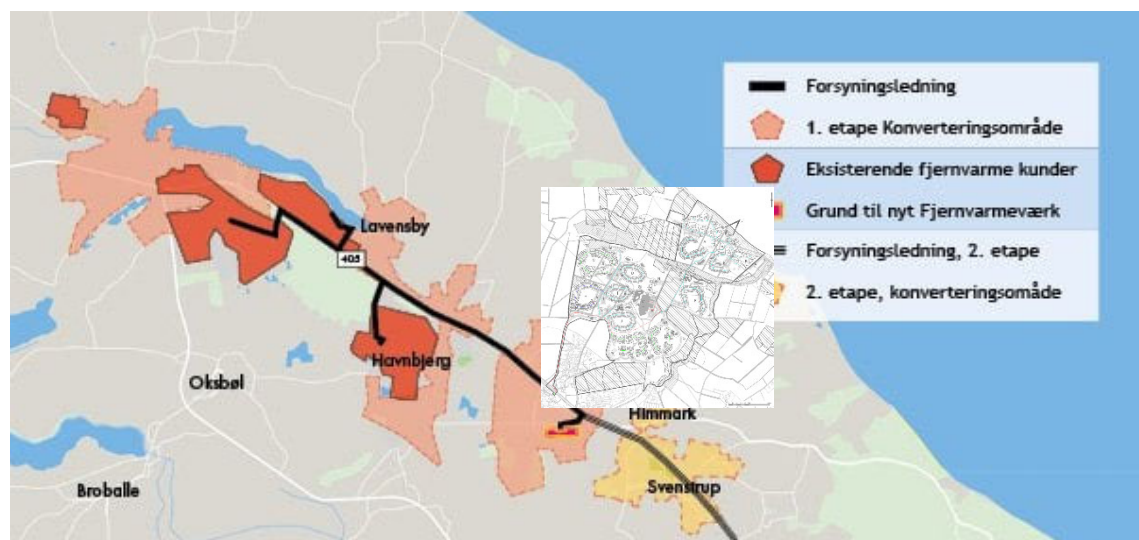 Forsyningsledning
1. etape Konverteringsområde
Eksisterende fjernvarme kunder
Grund til nyt Fjernvarmeværk
Forsyningsledning, 2. etape
2. etape, konverteringsomåde
Lavensby
405
Havnbjerg
Oksbøl
Himmark
Broballe
Svenstrup